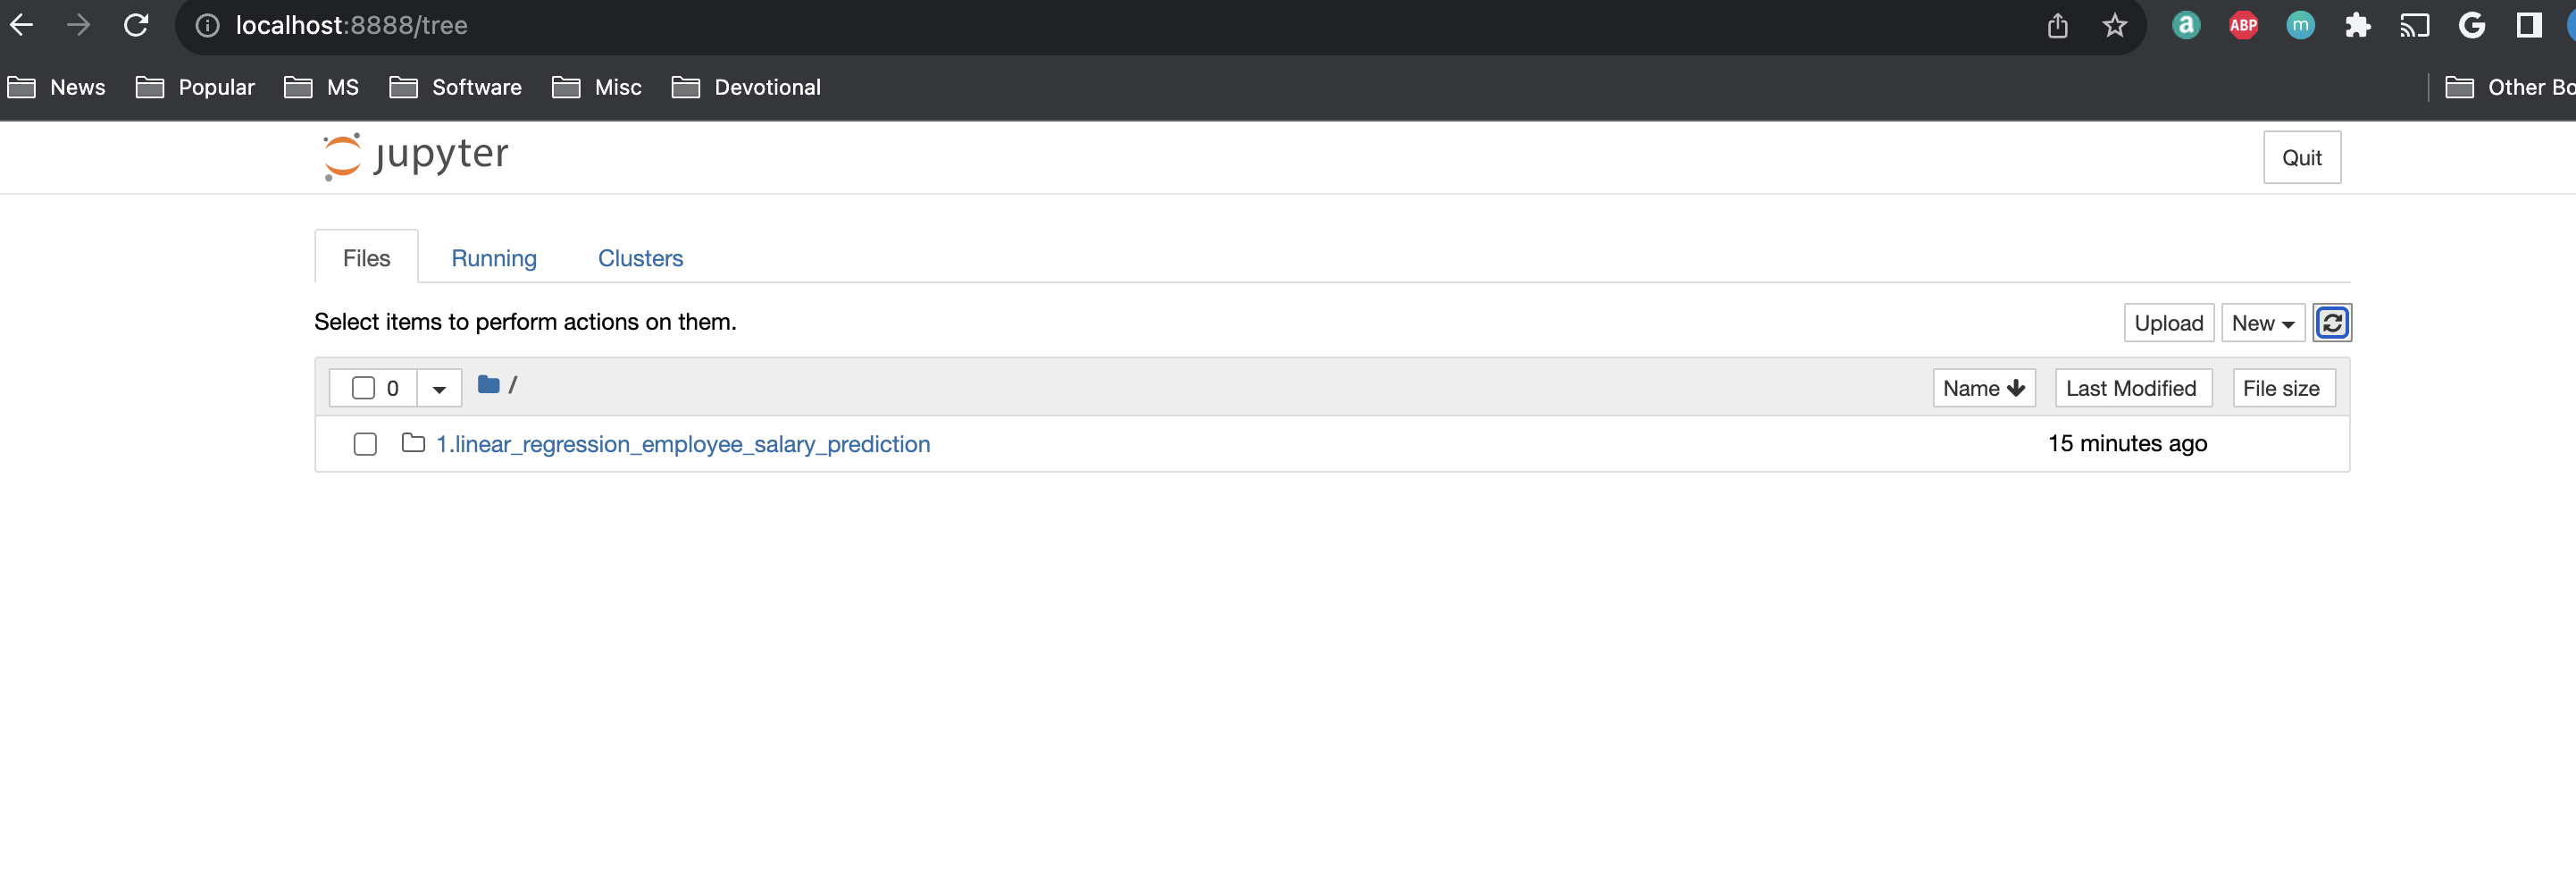 localhost:8888/tree
a ABP m G
News Popular MS Software Misc Devotional Other Bo
jupyter Quit
Files Running Clusters
Select items to perform actions on them. Upload New
0 / Name Last Modified File size
1.linear_regression_employee_salary_prediction 15 minutes ago